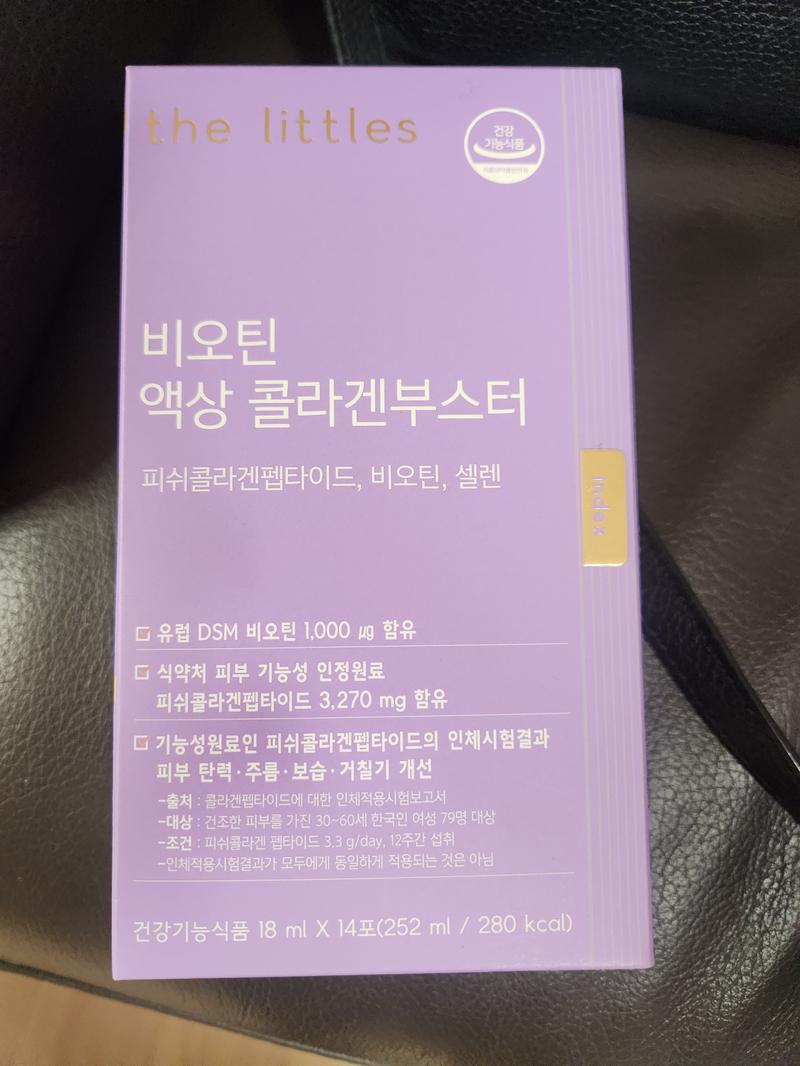 the littles
건강
기능식품
식품의약품안전처
비오틴
액상 콜라겐부스터
피쉬콜라겐펩타이드, 비오틴, 셀렌
index
유럽 DSM 비오틴 1,000 ㎍ 함유
식약처 피부 기능성 인정원료
피쉬콜라겐펩타이드 3,270 mg 함유
기능성원료인 피쉬콜라겐펩타이드의 인체시험결과
피부 탄력·주름·보습·거칠기 개선
-출처 : 콜라겐펩타이드에 대한 인체적용시험보고서
-대상 : 건조한 피부를 가진 30~60세 한국인 여성 79명 대상
-조건 : 피쉬콜라겐 펩타이드 3.3 g/day, 12주간 섭취
-인체적용시험결과가 모두에게 동일하게 적용되는 것은 아님
건강기능식품 18 ml X 14포(252 ml / 280 kcal)